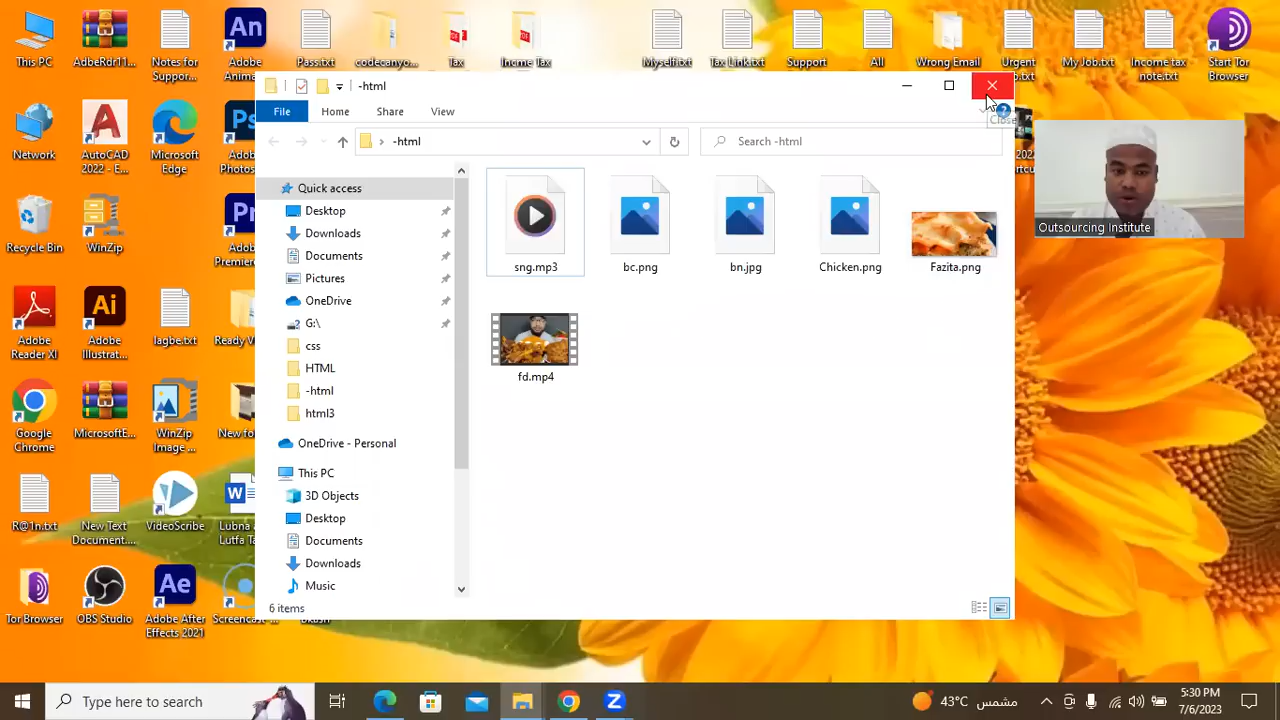 This PC
AdbeRdr11...
Notes for
Suppor...
Adobe
Anima
Pass.txt
codecanyo...
Tax
Incme Tax
Myself.txt
Tax Link.txt
Support
All
Wrong Email
Urgent
My Job.txt
Income tax
note.txt
Start Tor
Browser
-html
File
Home
Share
View
Close
-html
Search -html
Network
AutoCAD
2022 - E...
Microsoft
Edge
Adobe
Photos
Recycle Bin
WinZip
Adobe
Premiere
Adobe
Reader XI
Adobe
Illustrat...
lagbe.txt
Ready V
Google
Chrome
MicrosoftE...
WinZip
Image ...
New fo
R@1n.txt
New Text
Document....
VideoScribe
Lubna a
Lutfa Ta
Tor Browser
OBS Studio
Adobe After
Effects 2021
Screencast-
Quick access
Desktop
Downloads
Documents
Pictures
OneDrive
G:\
css
HTML
-html
html3
OneDrive - Personal
This PC
3D Objects
Desktop
Documents
Downloads
Music
sng.mp3
bc.png
bn.jpg
Chicken.png
Fazita.png
fd.mp4
6 items
Outsourcing Institute
Type here to search
43°C
مشمس
5:30 PM
7/6/2023